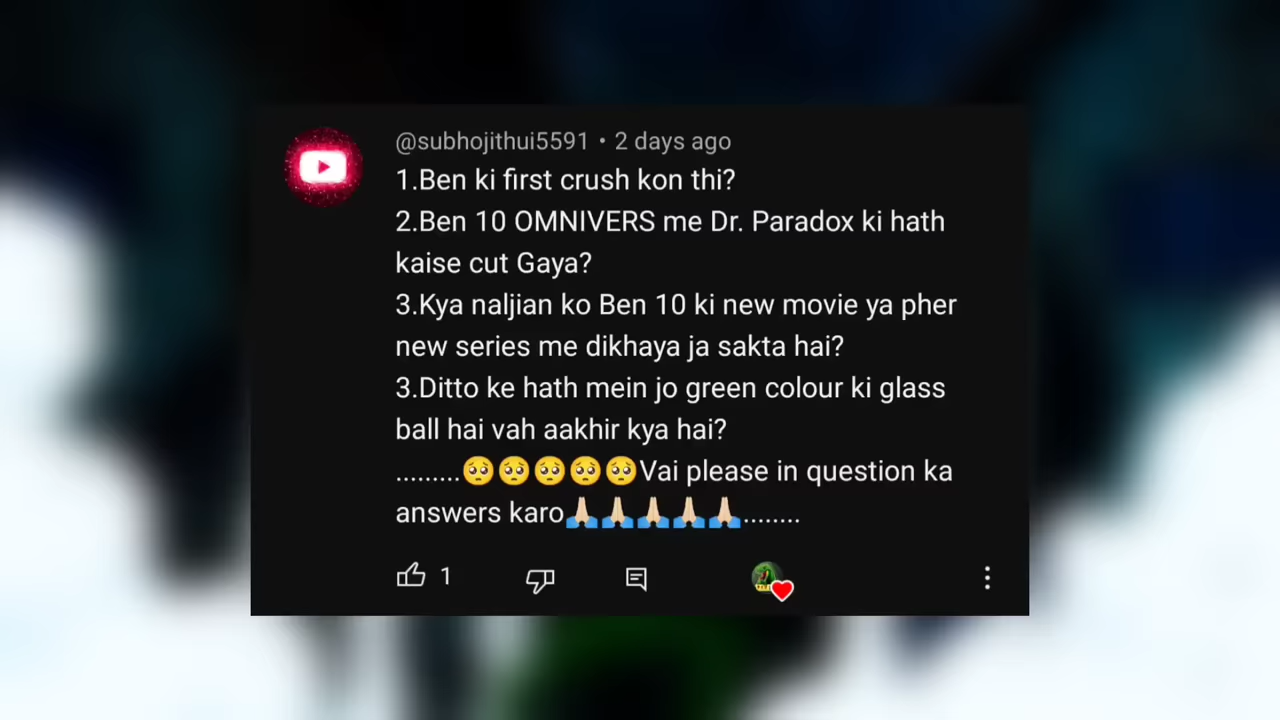 @subhojithui5591 • 2 days ago
1.Ben ki first crush kon thi?
2.Ben 10 OMNIVERS me Dr. Paradox ki hath
kaise cut Gaya?
3.Kya naljian ko Ben 10 ki new movie ya pher
new series me dikhaya ja sakta hai?
3.Ditto ke hath mein jo green colour ki glass
ball hai vah aakhir kya hai?
.........🥺🥺🥺🥺🥺Vai please in question ka
answers karo🙏🏻🙏🏻🙏🏻🙏🏻🙏🏻........
1